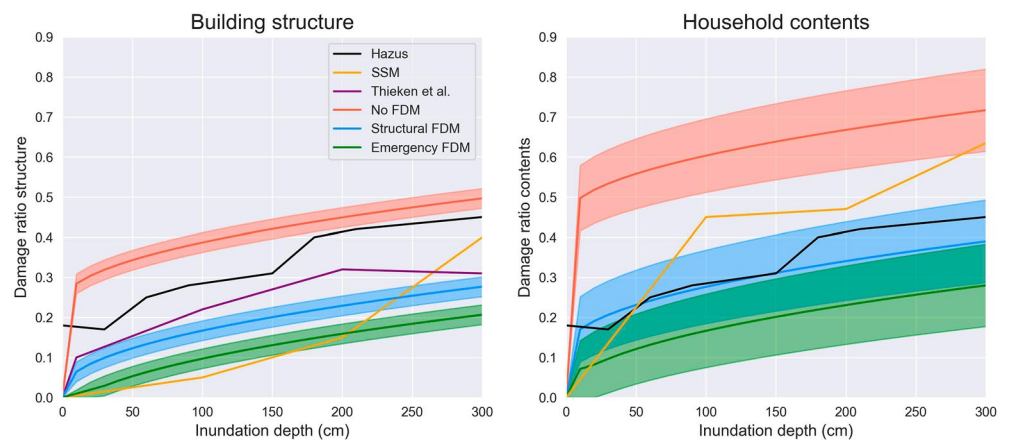 Building structure
Household contents
0.9
0.8
0.7
0.6
0.5
0.4
0.3
0.2
0.1
0.0
Damage ratio structure
0
50
100
150
200
250
300
Inundation depth (cm)
Hazus
SSM
Thieken et al.
No FDM
Structural FDM
Emergency FDM
0.9
0.8
0.7
0.6
0.5
0.4
0.3
0.2
0.1
0.0
Damage ratio contents
0
50
100
150
200
250
300
Inundation depth (cm)